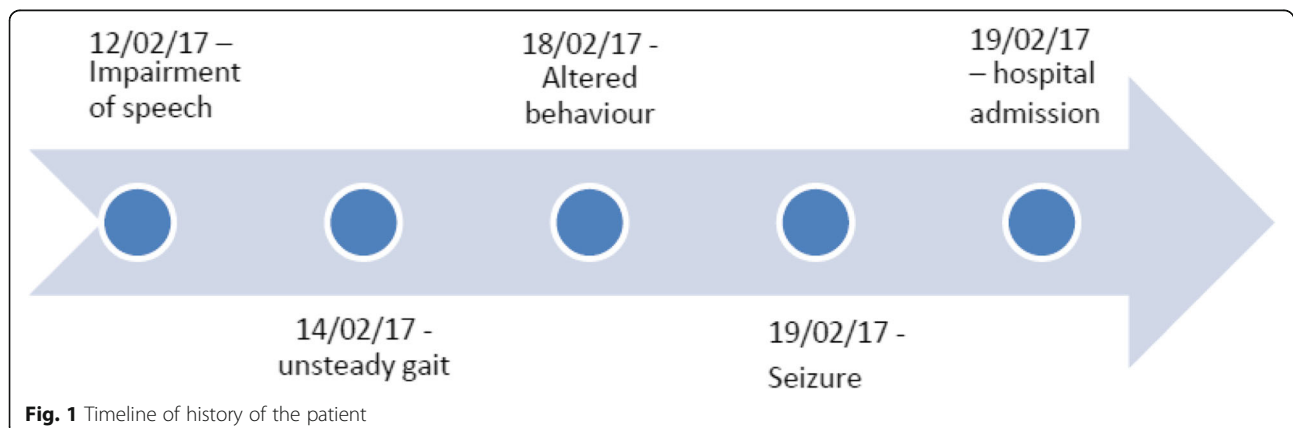 12/02/17 –
Impairment
of speech
14/02/17 -
unsteady gait
18/02/17 -
Altered
behaviour
19/02/17 -
Seizure
19/02/17
– hospital
admission
Fig. 1 Timeline of history of the patient